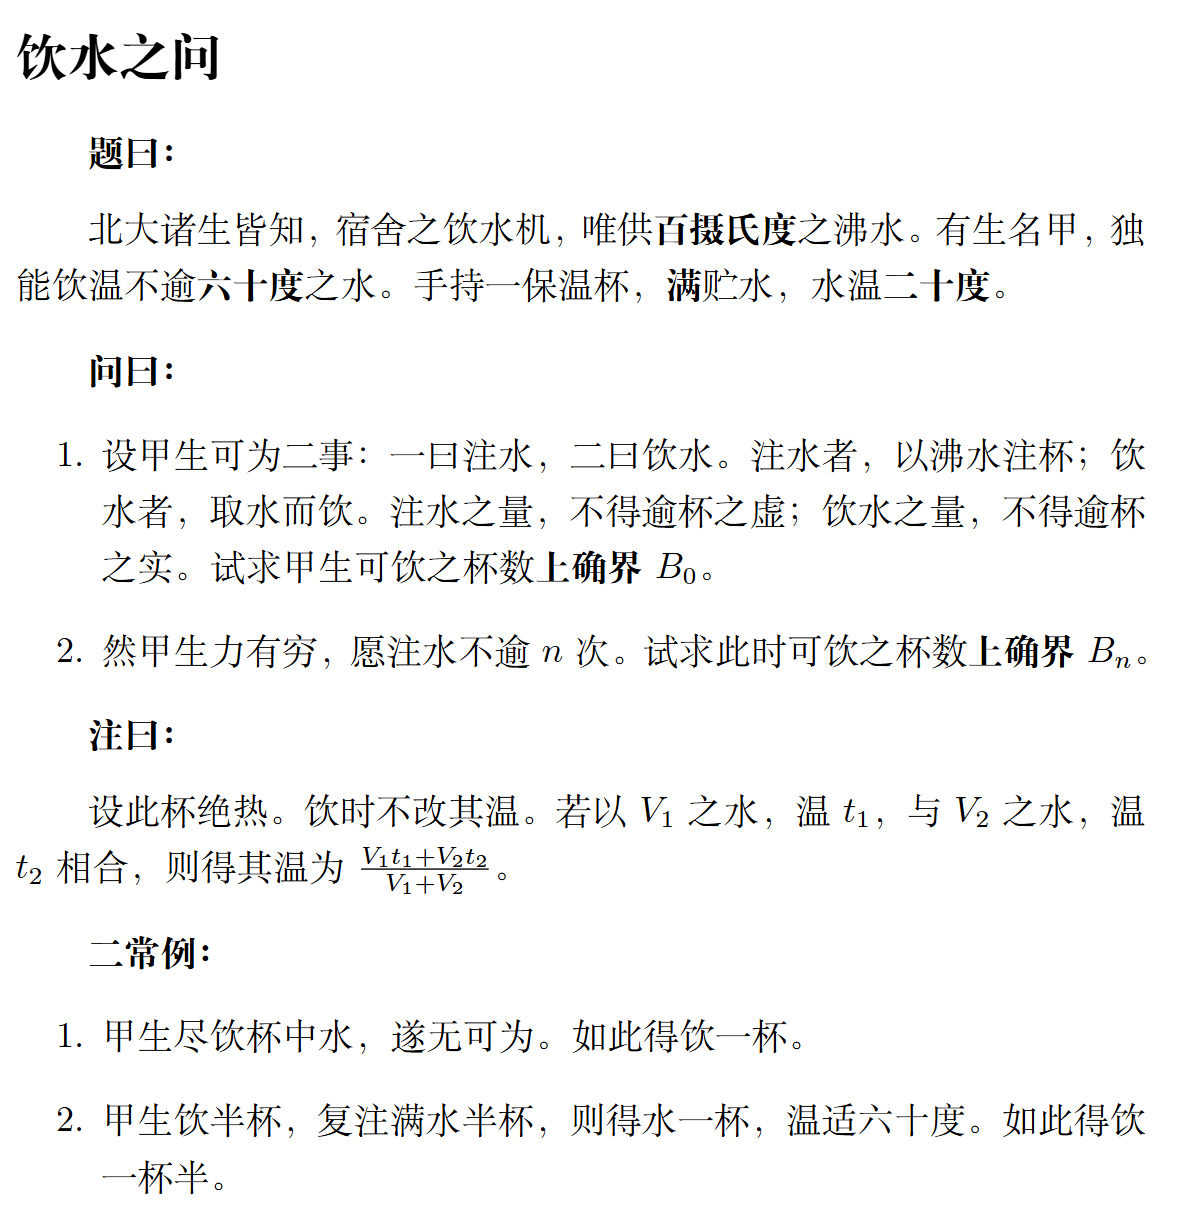 饮水之问
题曰：
北大诸生皆知，宿舍之饮水机，唯供百摄氏度之沸水。有生名甲，独
能饮温不逾六十度之水。手持一保温杯，满贮水，水温二十度。
问曰：
1. 设甲生可为二事：一曰注水，二曰饮水。注水者，以沸水注杯；饮
水者，取水而饮。注水之量，不得逾杯之虚；饮水之量，不得逾杯
之实。试求甲生可饮之杯数上确界 B₀。
2. 然甲生力有穷，愿注水不逾 n 次。试求此时可饮之杯数上确界 Bₙ。
注曰：
设此杯绝热。饮时不改其温。若以 V₁ 之水，温 t₁，与 V₂ 之水，温
t₂ 相合，则得其温为 \frac{V₁t₁+V₂t₂}{V₁+V₂}。
二常例：
1. 甲生尽饮杯中水，遂无可为。如此得饮一杯。
2. 甲生饮半杯，复注满水半杯，则得水一杯，温适六十度。如此得饮
一杯半。